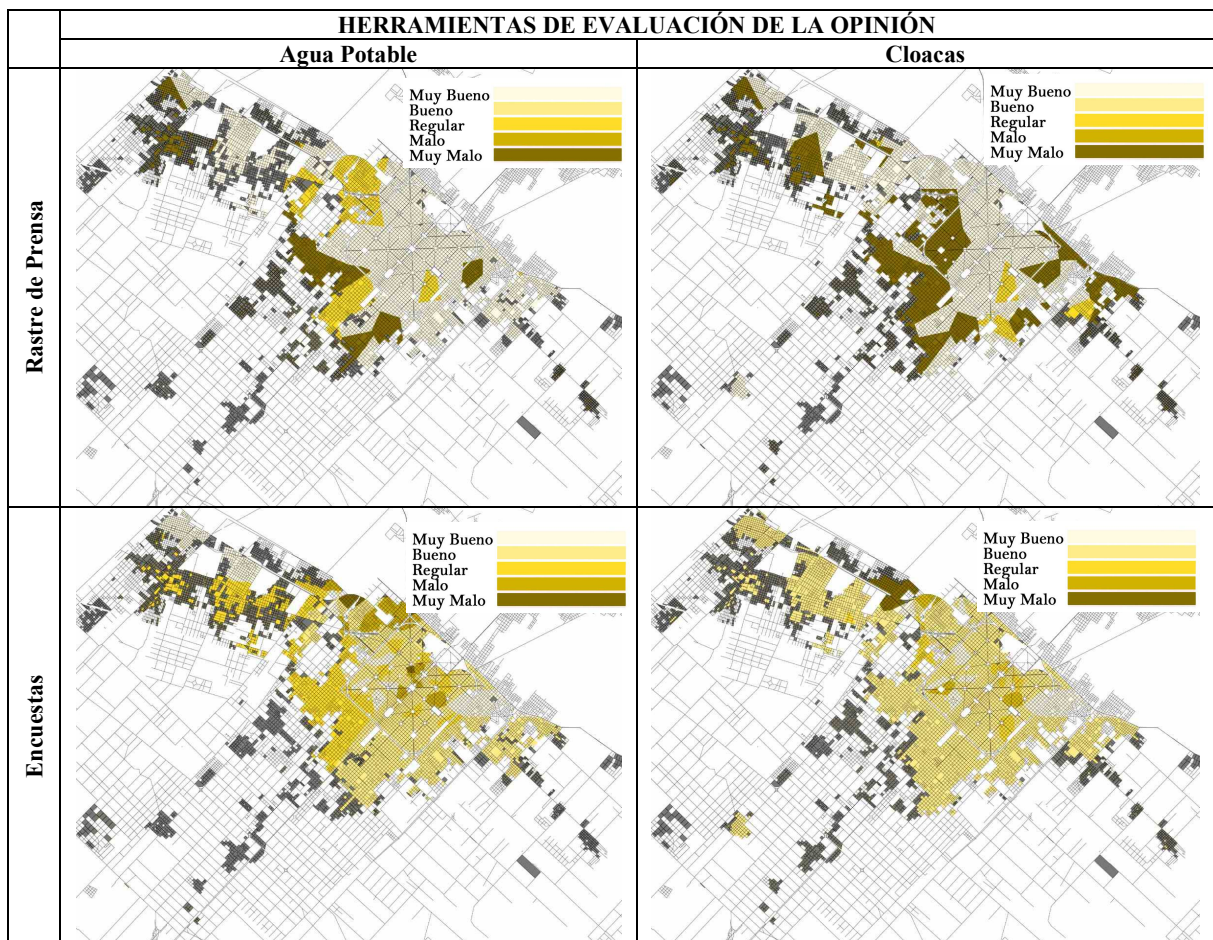 HERRAMIENTAS DE EVALUACIÓN DE LA OPINIÓN
Agua Potable
Cloacas
Rastre de Prensa
Muy Bueno
Bueno
Regular
Malo
Muy Malo
Muy Bueno
Bueno
Regular
Malo
Muy Malo
Encuestas
Muy Bueno
Bueno
Regular
Malo
Muy Malo
Muy Bueno
Bueno
Regular
Malo
Muy Malo